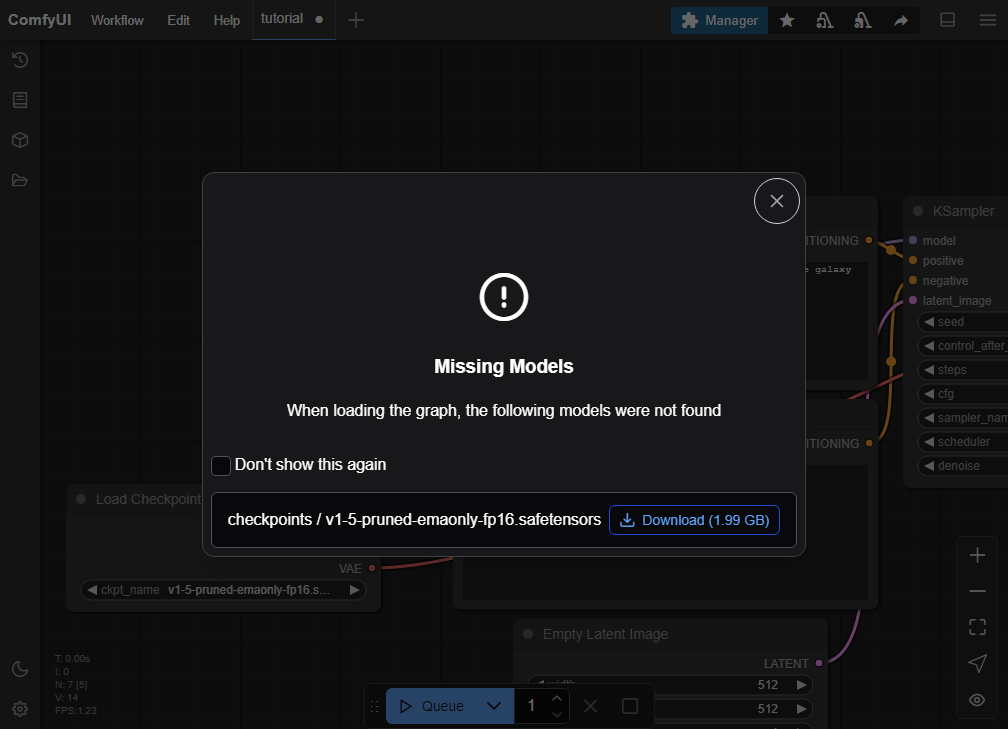 ComfyUI Workflow Edit Help tutorial Manager
Missing Models
When loading the graph, the following models were not found
Don't show this again
checkpoints / v1-5-pruned-emaonly-fp16.safetensors Download (1.99 GB)
ITIONING
galaxy
ITIONING
KSampler
model
positive
negative
latent_image
seed
control_after_
steps
cfg
sampler_nam
scheduler
denoise
Load Checkpoint
VAE
ckpt_name v1-5-pruned-emaonly-fp16.s...
Empty Latent Image
LATENT
width 512
512
T: 0.00s
I: 0
N: 7 [5]
V: 14
FPS:1.23
Queue 1